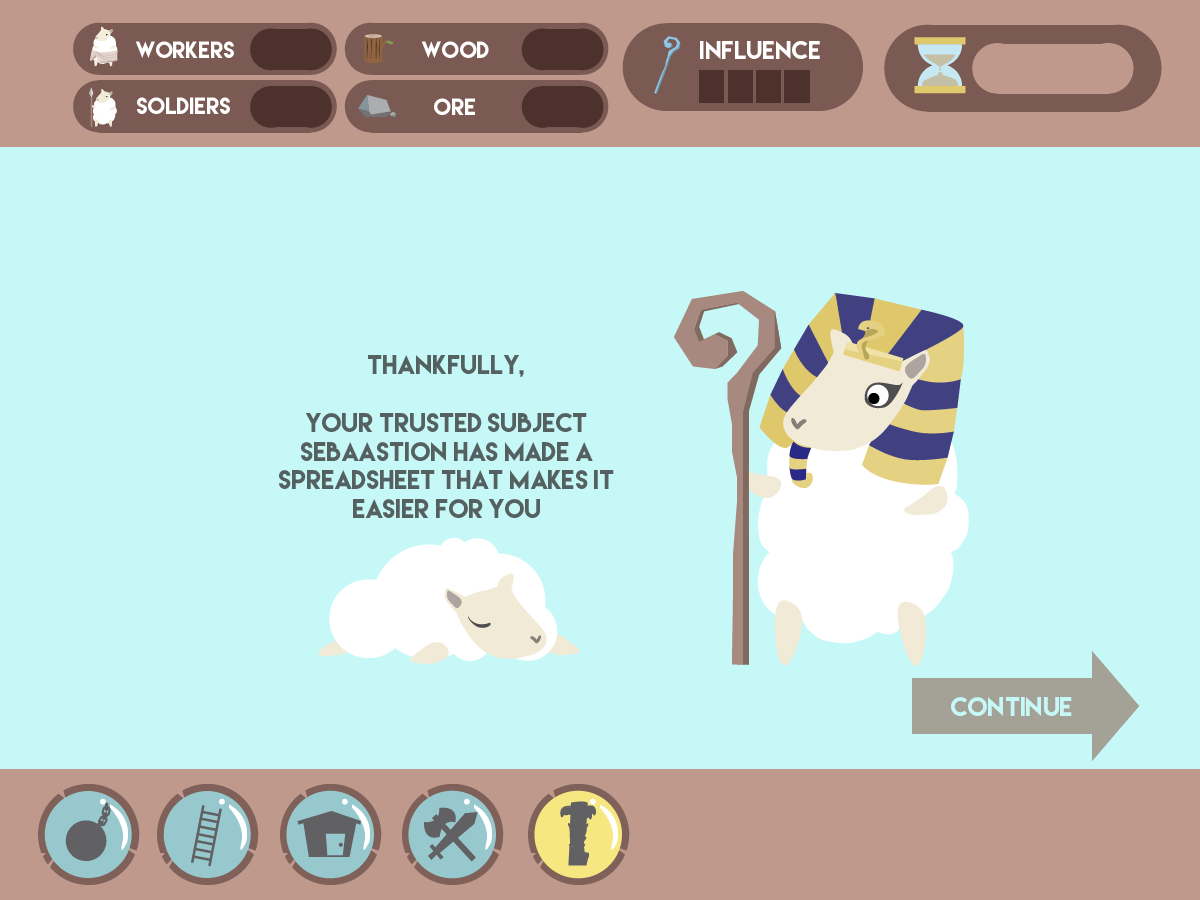 WORKERS
WOOD
INFLUENCE
SOLDIERS
ORE
THANKFULLY,
YOUR TRUSTED SUBJECT
SEBAASTION HAS MADE A
SPREADSHEET THAT MAKES IT
EASIER FOR YOU
CONTINUE